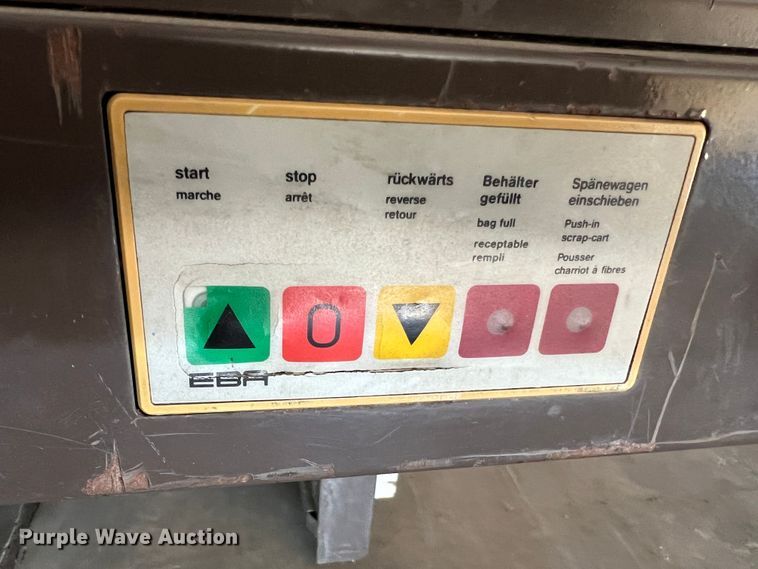 start
marche
stop
arrêt
rückwärts
reverse
retour
Behälter
gefüllt
bag full
receptable
rempli
Spänewagen
einschieben
Push-in
scrap-cart
Pousser
charriot à fibres
0
EBA
Purple Wave Auction